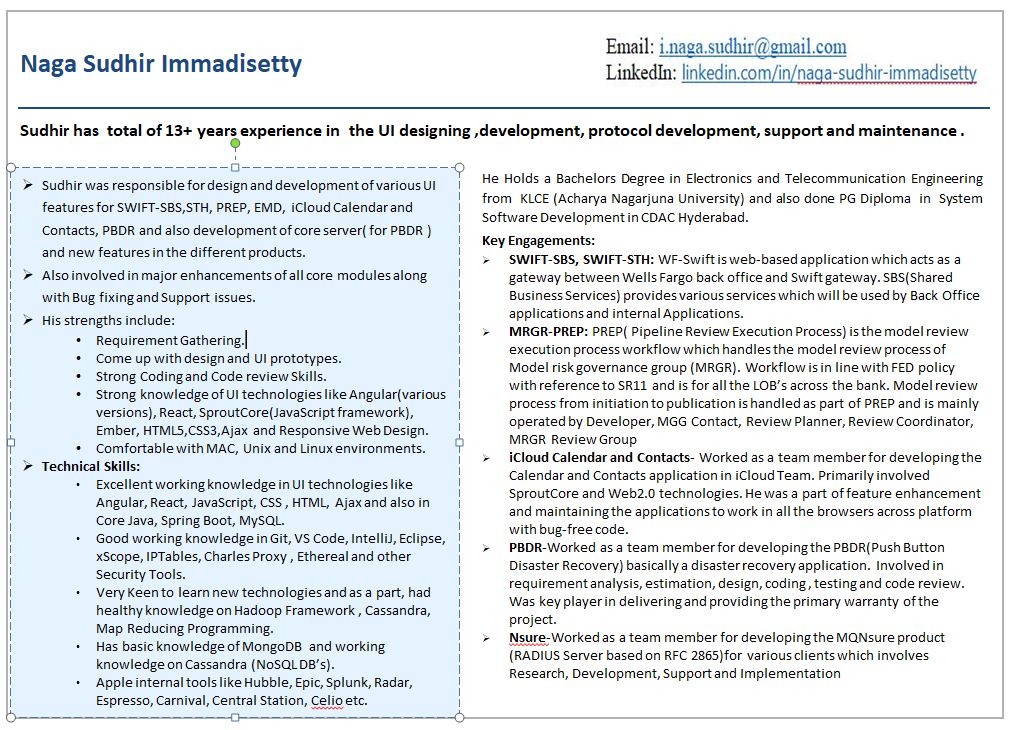 Naga Sudhir Immadisetty
Email: i.naga.sudhir@gmail.com
LinkedIn: linkedin.com/in/naga-sudhir-immadisetty
Sudhir has total of 13+ years experience in the UI designing ,development, protocol development, support and maintenance .
➢ Sudhir was responsible for design and development of various UI
features for SWIFT-SBS,STH, PREP, EMD, iCloud Calendar and
Contacts, PBDR and also development of core server( for PBDR )
and new features in the different products.
➢ Also involved in major enhancements of all core modules along
with Bug fixing and Support issues.
➢ His strengths include:
• Requirement Gathering.
• Come up with design and UI prototypes.
• Strong Coding and Code review Skills.
• Strong knowledge of UI technologies like Angular(various
versions), React, SproutCore(JavaScript framework),
Ember, HTML5,CSS3,Ajax and Responsive Web Design.
• Comfortable with MAC, Unix and Linux environments.
➢ Technical Skills:
• Excellent working knowledge in UI technologies like
Angular, React, JavaScript, CSS , HTML, Ajax and also in
Core Java, Spring Boot, MySQL.
• Good working knowledge in Git, VS Code, IntelliJ, Eclipse,
xScope, IPTables, Charles Proxy , Ethereal and other
Security Tools.
• Very Keen to learn new technologies and as a part, had
healthy knowledge on Hadoop Framework , Cassandra,
Map Reducing Programming.
• Has basic knowledge of MongoDB and working
knowledge on Cassandra (NoSQL DB's).
• Apple internal tools like Hubble, Epic, Splunk, Radar,
Espresso, Carnival, Central Station, Celio etc.
He Holds a Bachelors Degree in Electronics and Telecommunication Engineering
from KLCE (Acharya Nagarjuna University) and also done PG Diploma in System
Software Development in CDAC Hyderabad.
Key Engagements:
➢ SWIFT-SBS, SWIFT-STH: WF-Swift is web-based application which acts as a
gateway between Wells Fargo back office and Swift gateway. SBS(Shared
Business Services) provides various services which will be used by Back Office
applications and internal Applications.
➢ MRGR-PREP: PREP( Pipeline Review Execution Process) is the model review
execution process workflow which handles the model review process of
Model risk governance group (MRGR). Workflow is in line with FED policy
with reference to SR11 and is for all the LOB's across the bank. Model review
process from initiation to publication is handled as part of PREP and is mainly
operated by Developer, MGG Contact, Review Planner, Review Coordinator,
MRGR Review Group
➢ iCloud Calendar and Contacts- Worked as a team member for developing the
Calendar and Contacts application in iCloud Team. Primarily involved
SproutCore and Web2.0 technologies. He was a part of feature enhancement
and maintaining the applications to work in all the browsers across platform
with bug-free code.
➢ PBDR-Worked as a team member for developing the PBDR(Push Button
Disaster Recovery) basically a disaster recovery application. Involved in
requirement analysis, estimation, design, coding , testing and code review.
Was key player in delivering and providing the primary warranty of the
project.
➢ Nsure-Worked as a team member for developing the MQNsure product
(RADIUS Server based on RFC 2865)for various clients which involves
Research, Development, Support and Implementation